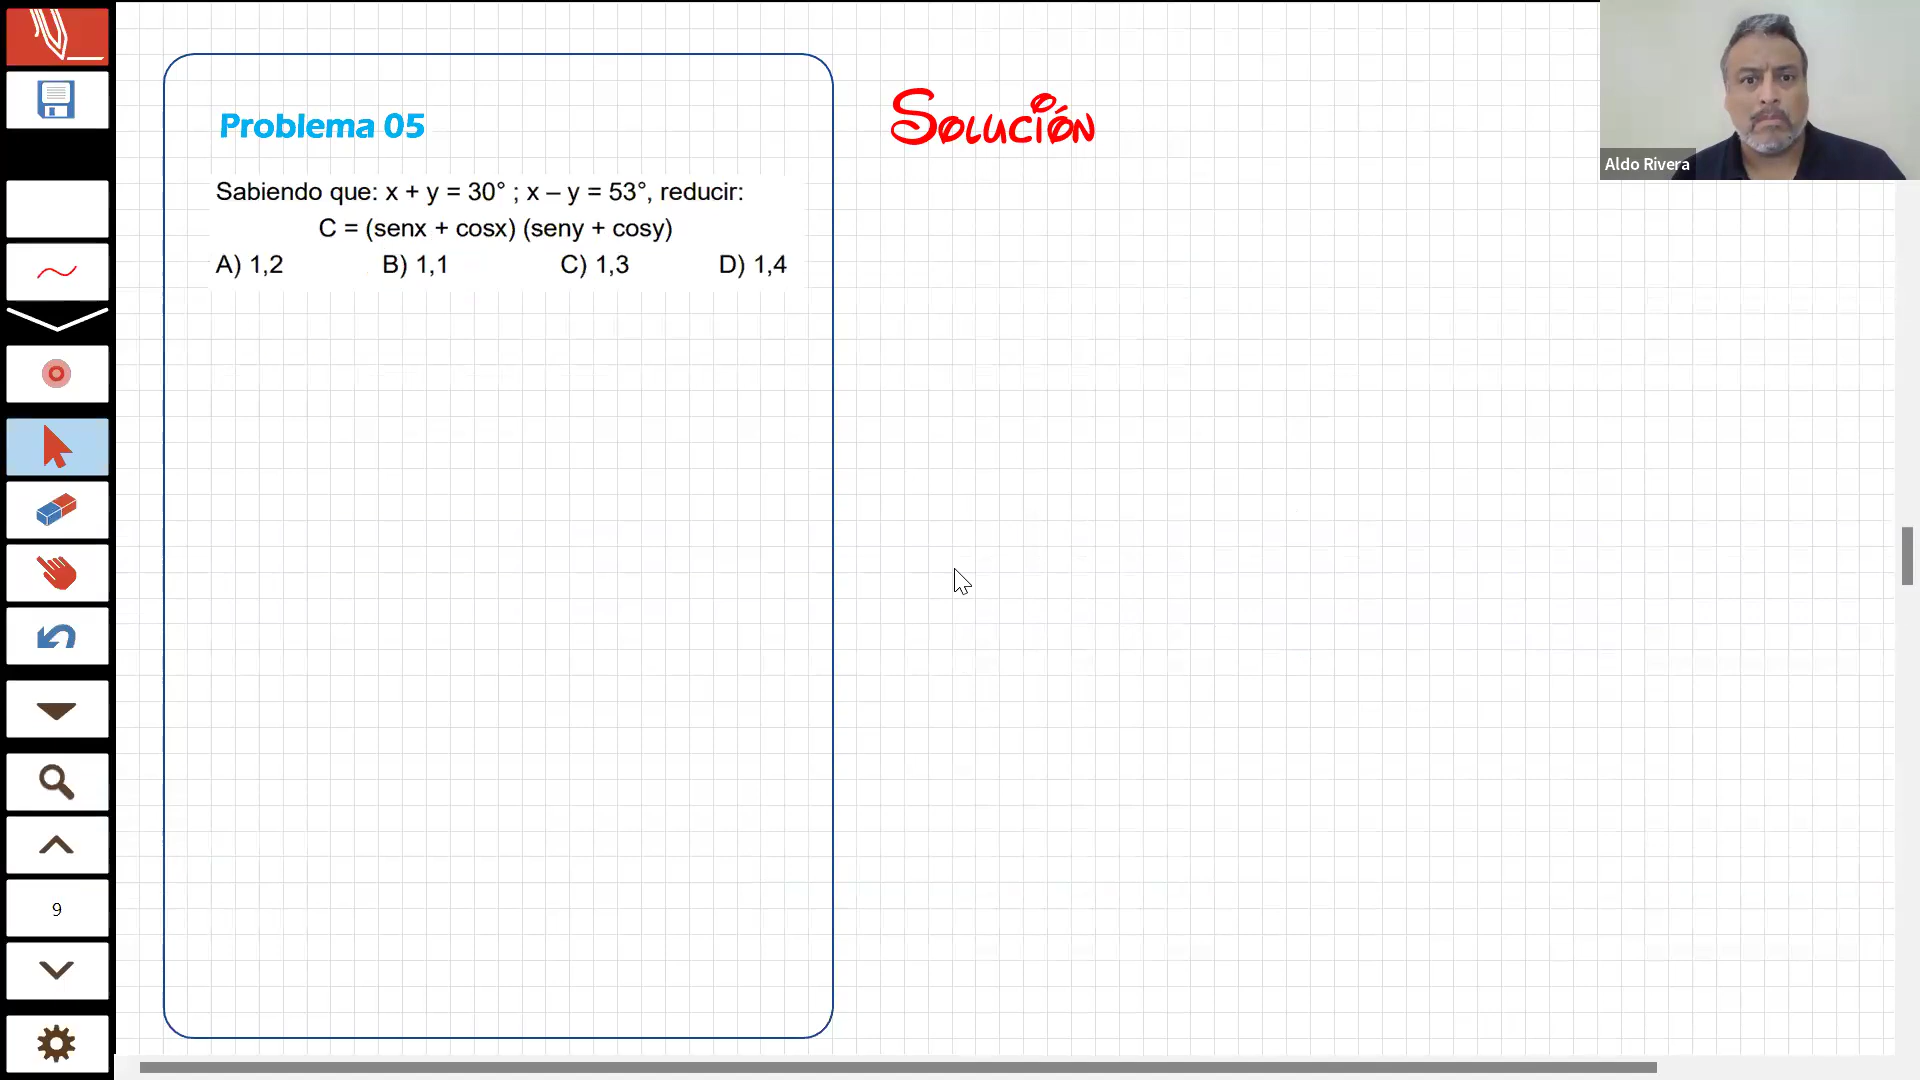 Problema 05
Sabiendo que: x + y = 30° ; x – y = 53°, reducir:
C = (senx + cosx) (seny + cosy)
A) 1,2 B) 1,1 C) 1,3 D) 1,4
Solución
Aldo Rivera
9